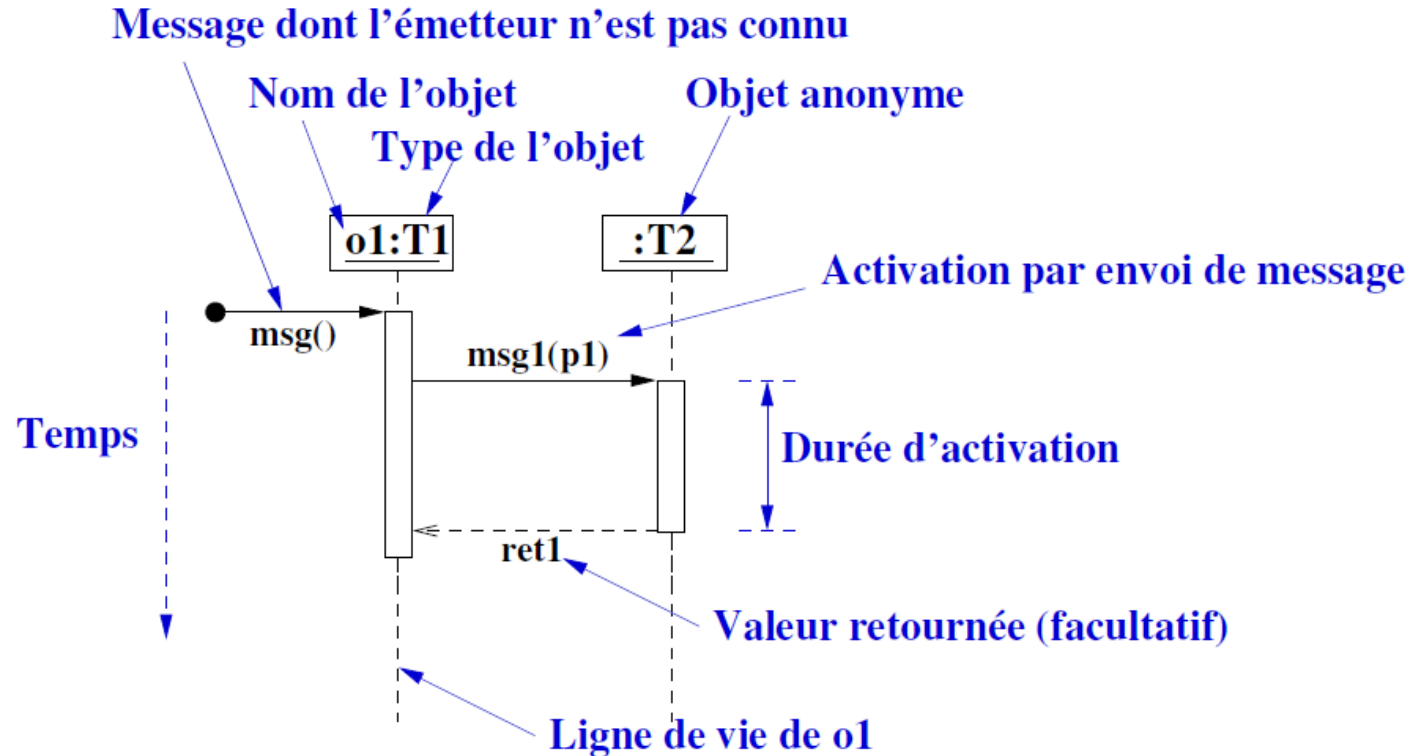 Message dont l'émetteur n'est pas connu
Nom de l'objet
Objet anonyme
Type de l'objet
o1:T1
:T2
Activation par envoi de message
msg()
msg1(p1)
Temps
Durée d'activation
ret1
Valeur retournée (facultatif)
Ligne de vie de o1